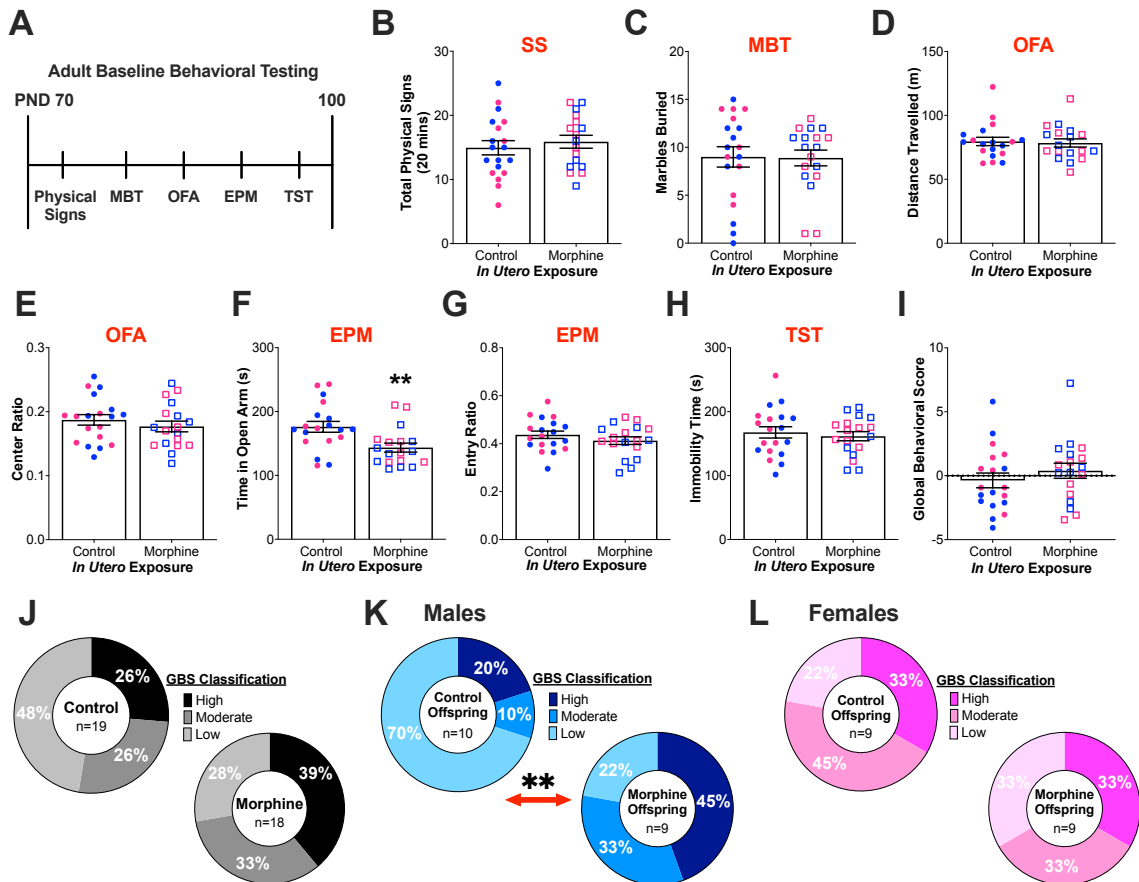 A
Adult Baseline Behavioral Testing
PND 70
100
Physical Signs
MBT
OFA
EPM
TST
B
SS
Total Physical Signs
(20 mins)
30
20
10
0
Control
Morphine
In Utero Exposure
C
MBT
Marbles Buried
20
15
10
5
0
Control
Morphine
In Utero Exposure
D
OFA
Distance Travelled (m)
150
100
50
0
Control
Morphine
In Utero Exposure
E
OFA
Center Ratio
0.3
0.2
0.1
0.0
Control
Morphine
In Utero Exposure
F
EPM
Time in Open Arm (s)
300
200
100
0
**
Control
Morphine
In Utero Exposure
G
EPM
Entry Ratio
0.8
0.6
0.4
0.2
0.0
Control
Morphine
In Utero Exposure
H
TST
Immobility Time (s)
300
200
100
0
Control
Morphine
In Utero Exposure
I
Global Behavioral Score
10
5
0
-5
Control
Morphine
In Utero Exposure
J
26%
48%
26%
Control
n=19
GBS Classification
High
Moderate
Low
28%
39%
33%
Morphine
n=18
K
Males
20%
10%
70%
Control
Offspring
n=10
GBS Classification
High
Moderate
Low
**
22%
45%
33%
Morphine
Offspring
n=9
L
Females
22%
33%
45%
Control
Offspring
n=9
GBS Classification
High
Moderate
Low
33%
33%
33%
Morphine
Offspring
n=9